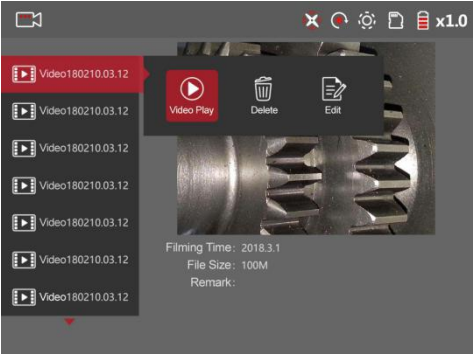 x1.0
Video180210.03.12
Video Play
Delete
Edit
Video180210.03.12
Video180210.03.12
Video180210.03.12
Video180210.03.12
Video180210.03.12
Video180210.03.12
Filming Time: 2018.3.1
File Size: 100M
Remark: